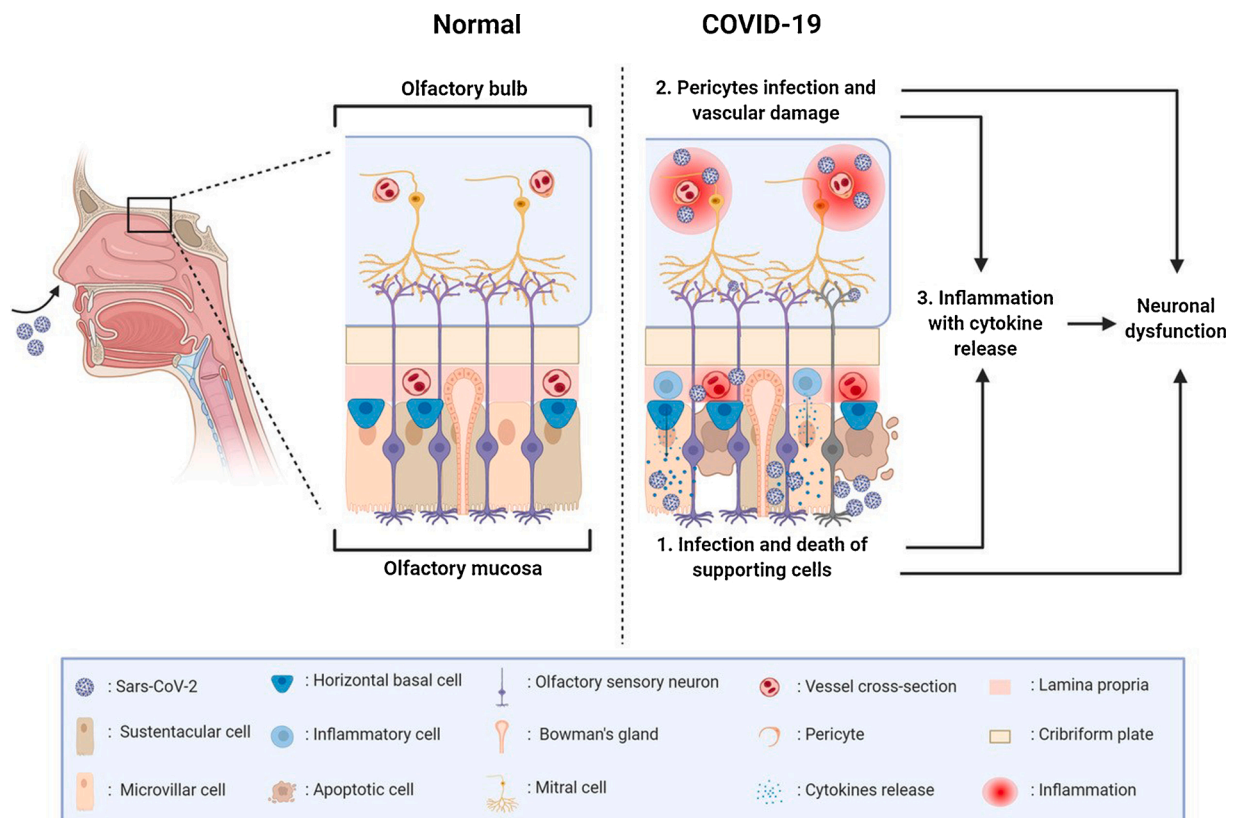 Normal
COVID-19
Olfactory bulb
2. Pericytes infection and
vascular damage
3. Inflammation
with cytokine
release
Neuronal
dysfunction
Olfactory mucosa
1. Infection and death of
supporting cells
: Sars-CoV-2
: Horizontal basal cell
: Olfactory sensory neuron
: Vessel cross-section
: Lamina propria
: Sustentacular cell
: Inflammatory cell
: Bowman's gland
: Pericyte
: Cribriform plate
: Microvillar cell
: Apoptotic cell
: Mitral cell
: Cytokines release
: Inflammation